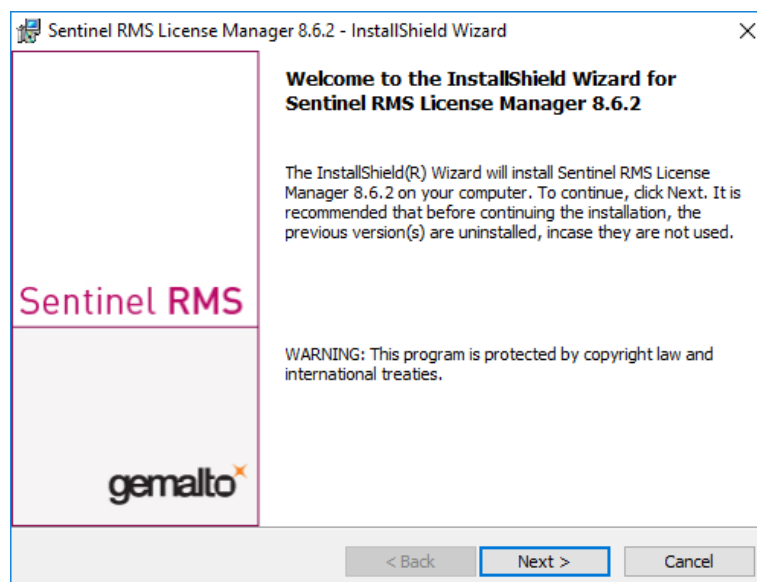 Sentinel RMS License Manager 8.6.2 - InstallShield Wizard
Welcome to the InstallShield Wizard for
Sentinel RMS License Manager 8.6.2
The InstallShield(R) Wizard will install Sentinel RMS License
Manager 8.6.2 on your computer. To continue, click Next. It is
recommended that before continuing the installation, the
previous version(s) are uninstalled, incase they are not used.
Sentinel RMS
WARNING: This program is protected by copyright law and
international treaties.
gemalto
< Back
Next >
Cancel